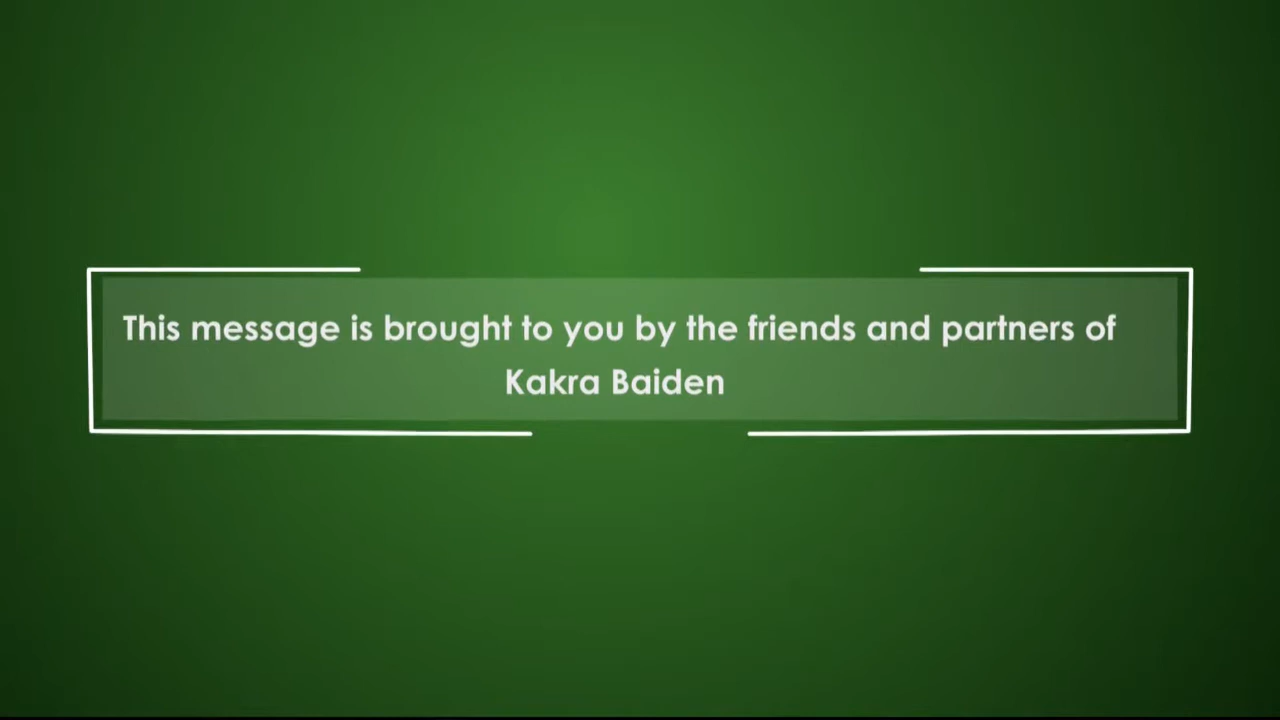 This message is brought to you by the friends and partners of
Kakra Baiden